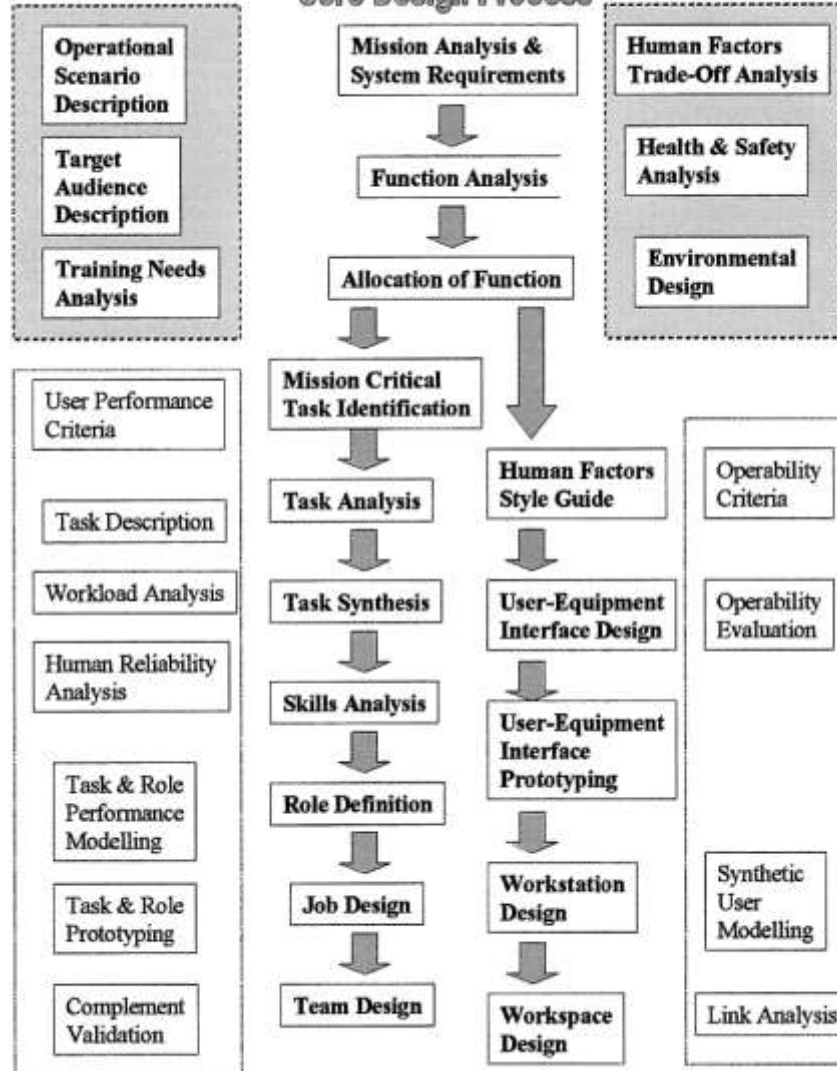 Core Design Process
Operational
Scenario
Description
Target
Audience
Description
Training Needs
Analysis
Mission Analysis &
System Requirements
Function Analysis
Allocation of Function
Human Factors
Trade-Off Analysis
Health & Safety
Analysis
Environmental
Design
User Performance
Criteria
Task Description
Workload Analysis
Human Reliability
Analysis
Task & Role
Performance
Modelling
Task & Role
Prototyping
Complement
Validation
Mission Critical
Task Identification
Task Analysis
Task Synthesis
Skills Analysis
Role Definition
Job Design
Team Design
Human Factors
Style Guide
User-Equipment
Interface Design
User-Equipment
Interface
Prototyping
Workstation
Design
Workspace
Design
Operability
Criteria
Operability
Evaluation
Synthetic
User
Modelling
Link Analysis